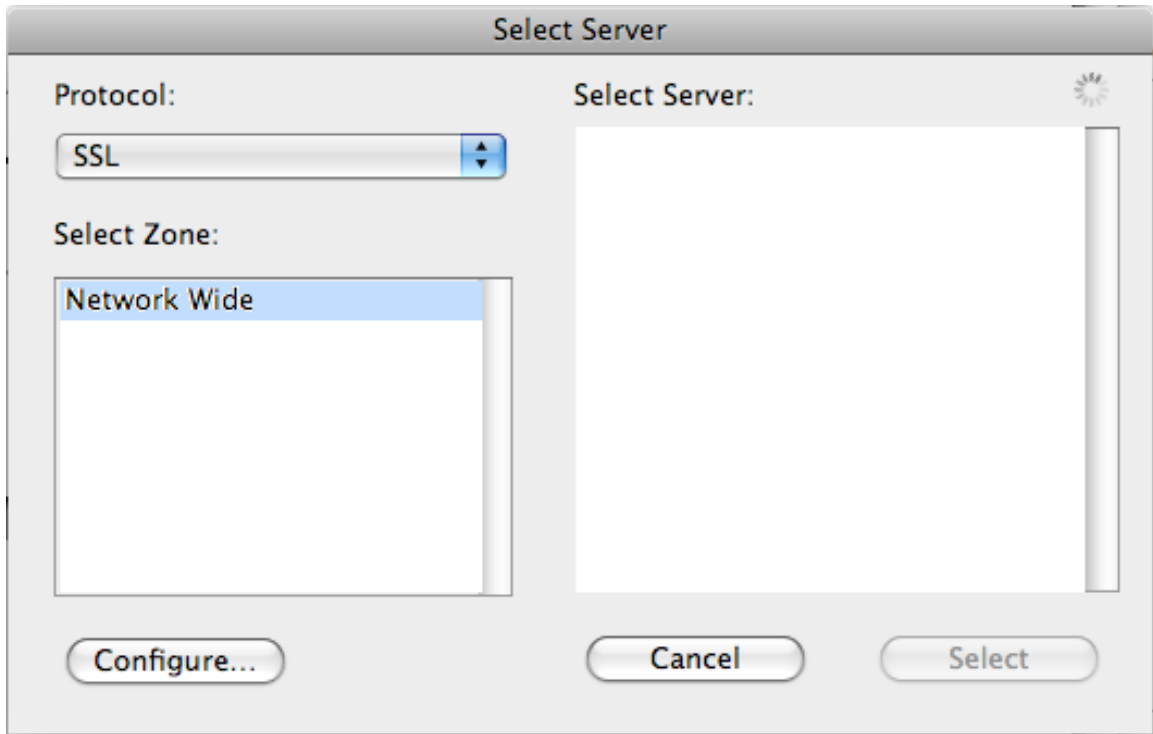 Select Server
Protocol:
SSL
Select Zone:
Network Wide
Configure...
Select Server:
Cancel
Select